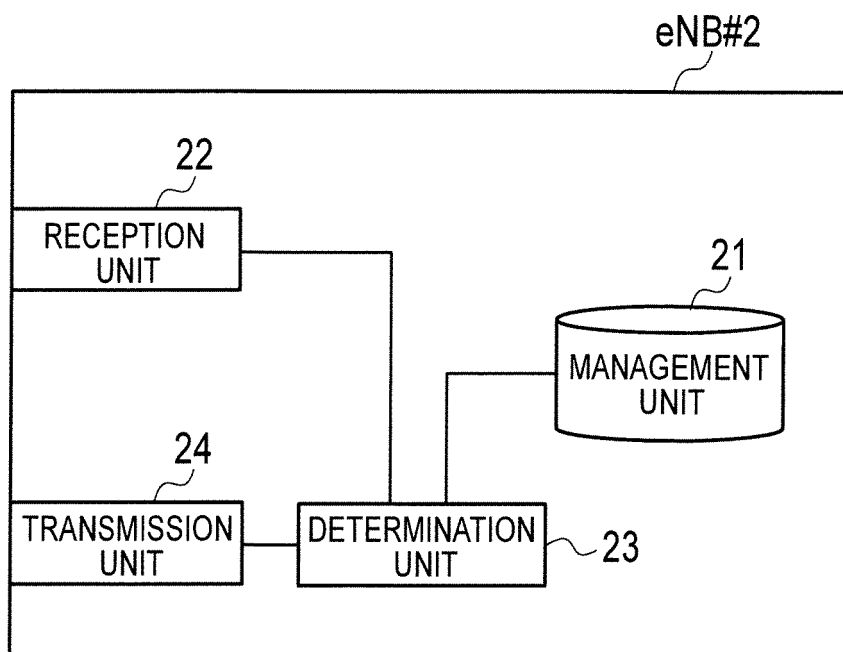 eNB#2
22
RECEPTION
UNIT
21
MANAGEMENT
UNIT
24
TRANSMISSION
UNIT
DETERMINATION
UNIT
23